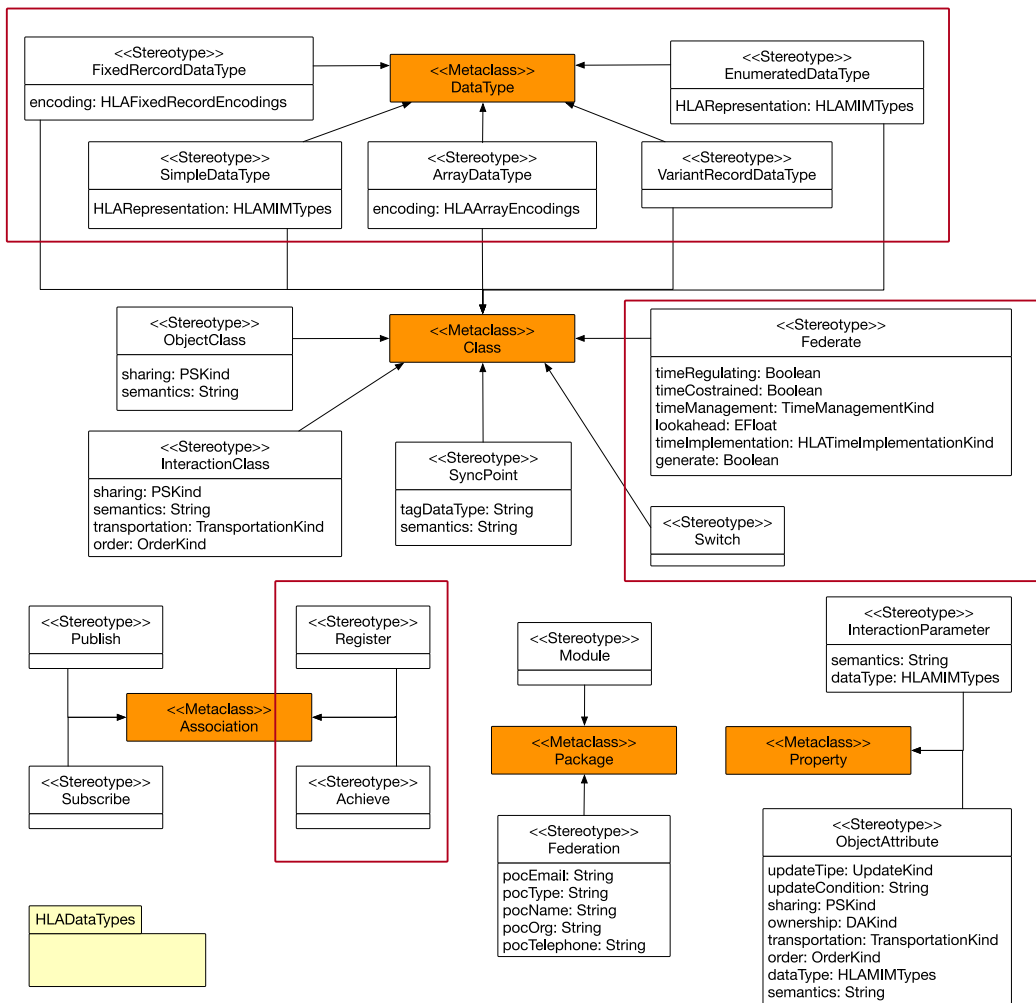 <<Stereotype>>
FixedRercordDataType
encoding: HLAFixedRecordEncodings
<<Metaclass>>
DataType
<<Stereotype>>
EnumeratedDataType
HLARepresentation: HLAMIMTypes
<<Stereotype>>
SimpleDataType
HLARepresentation: HLAMIMTypes
<<Stereotype>>
ArrayDataType
encoding: HLAArrayEncodings
<<Stereotype>>
VariantRecordDataType
<<Stereotype>>
ObjectClass
sharing: PSKind
semantics: String
<<Metaclass>>
Class
<<Stereotype>>
Federate
timeRegulating: Boolean
timeCostrained: Boolean
timeManagement: TimeManagementKind
lookahead: EFloat
timeImplementation: HLATimeImplementationKind
generate: Boolean
<<Stereotype>>
InteractionClass
sharing: PSKind
semantics: String
transportation: TransportationKind
order: OrderKind
<<Stereotype>>
SyncPoint
tagDataType: String
semantics: String
<<Stereotype>>
Switch
<<Stereotype>>
Publish
<<Stereotype>>
Register
<<Metaclass>>
Association
<<Stereotype>>
Subscribe
<<Stereotype>>
Achieve
<<Stereotype>>
Module
<<Metaclass>>
Package
<<Stereotype>>
Federation
pocEmail: String
pocType: String
pocName: String
pocOrg: String
pocTelephone: String
<<Stereotype>>
InteractionParameter
semantics: String
dataType: HLAMIMTypes
<<Metaclass>>
Property
<<Stereotype>>
ObjectAttribute
updateTipe: UpdateKind
updateCondition: String
sharing: PSKind
ownership: DAKind
transportation: TransportationKind
order: OrderKind
dataType: HLAMIMTypes
semantics: String
HLADataTypes